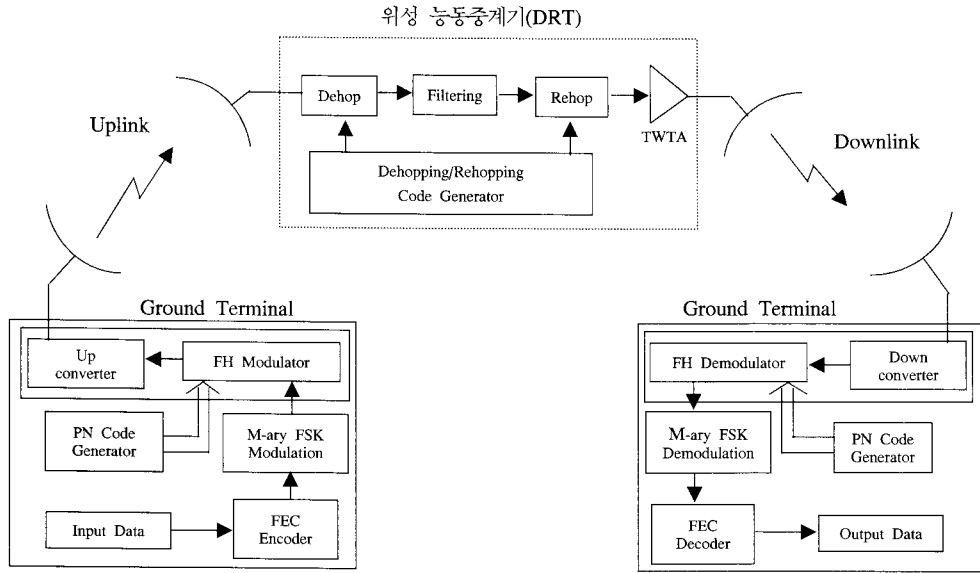 위성 능동중계기(DRT)
Dehop
Filtering
Rehop
TWTA
Dehopping/Rehopping
Code Generator
Uplink
Downlink
Ground Terminal
Up
converter
FH Modulator
PN Code
Generator
M-ary FSK
Modulation
Input Data
FEC
Encoder
Ground Terminal
FH Demodulator
Down
converter
M-ary FSK
Demodulation
PN Code
Generator
FEC
Decoder
Output Data